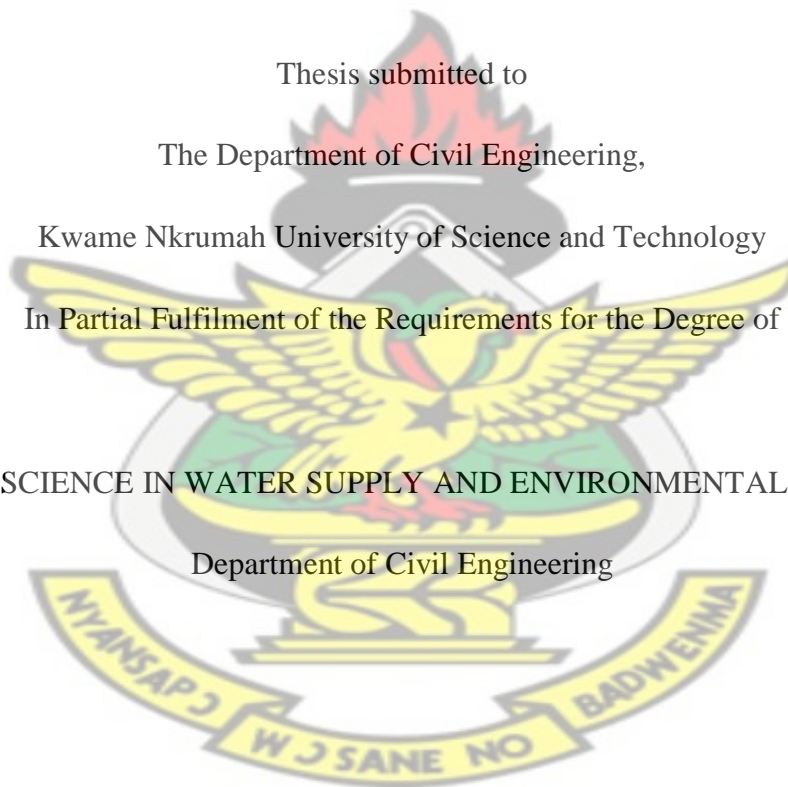 Thesis submitted to
The Department of Civil Engineering,
Kwame Nkrumah University of Science and Technology
In Partial Fulfilment of the Requirements for the Degree of
SCIENCE IN WATER SUPPLY AND ENVIRONMENTAL
Department of Civil Engineering
NYANSAPƆ
WƆSANE NO
BADWENMA